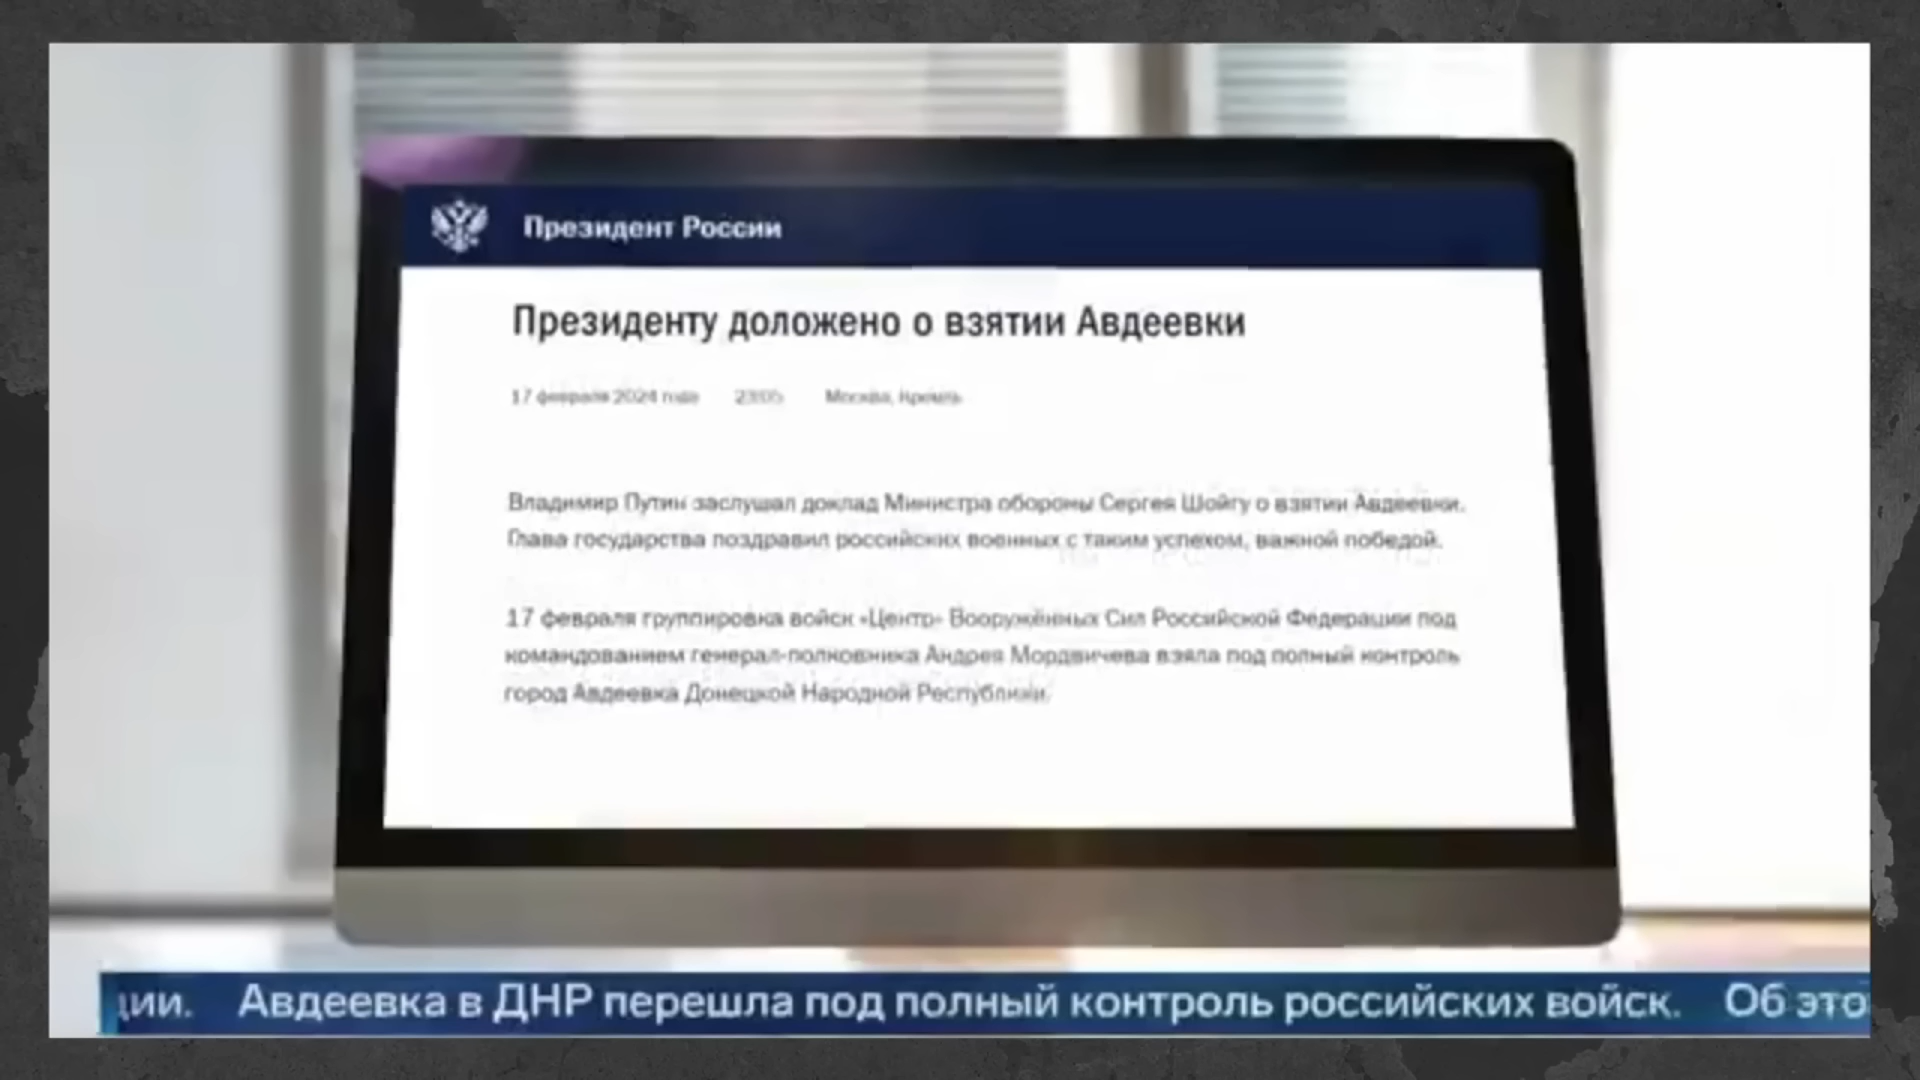 Президент России
Президенту доложено о взятии Авдеевки
17 февраля 2024 года 23:05 Москва, Кремль
Владимир Путин заслушал доклад Министра обороны Сергея Шойгу о взятии Авдеевки.
Глава государства поздравил российских военных с таким успехом, важной победой.
17 февраля группировка войск «Центр» Вооружённых Сил Российской Федерации под
командованием генерал-полковника Андрея Мордвичева взяла под полный контроль
город Авдеевка Донецкой Народной Республики.
ции. Авдеевка в ДНР перешла под полный контроль российских войск. Об это